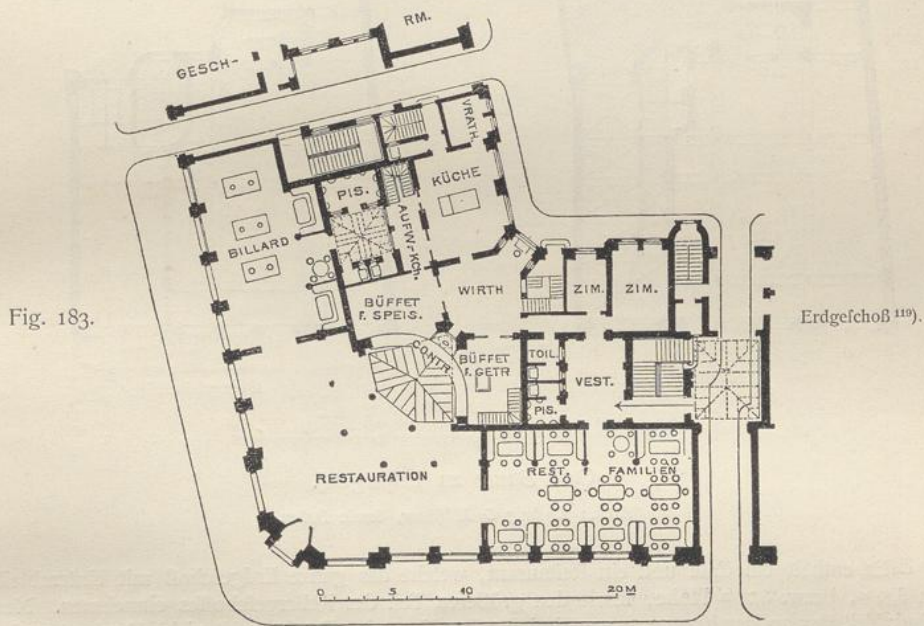 GESCH-
RM.
VRATH.
KÜCHE
PIS.
AUFW-KCH.
BILLARD
WIRTH
ZIM.
ZIM.
BÜFFET
F. SPEIS.
Fig. 183.
Erdgeſchoß 119).
CONTR.
BÜFFET
F. GETR
TOIL.
VEST.
PIS.
RESTAURATION
REST. f FAMILIEN
0 5 10 20 M